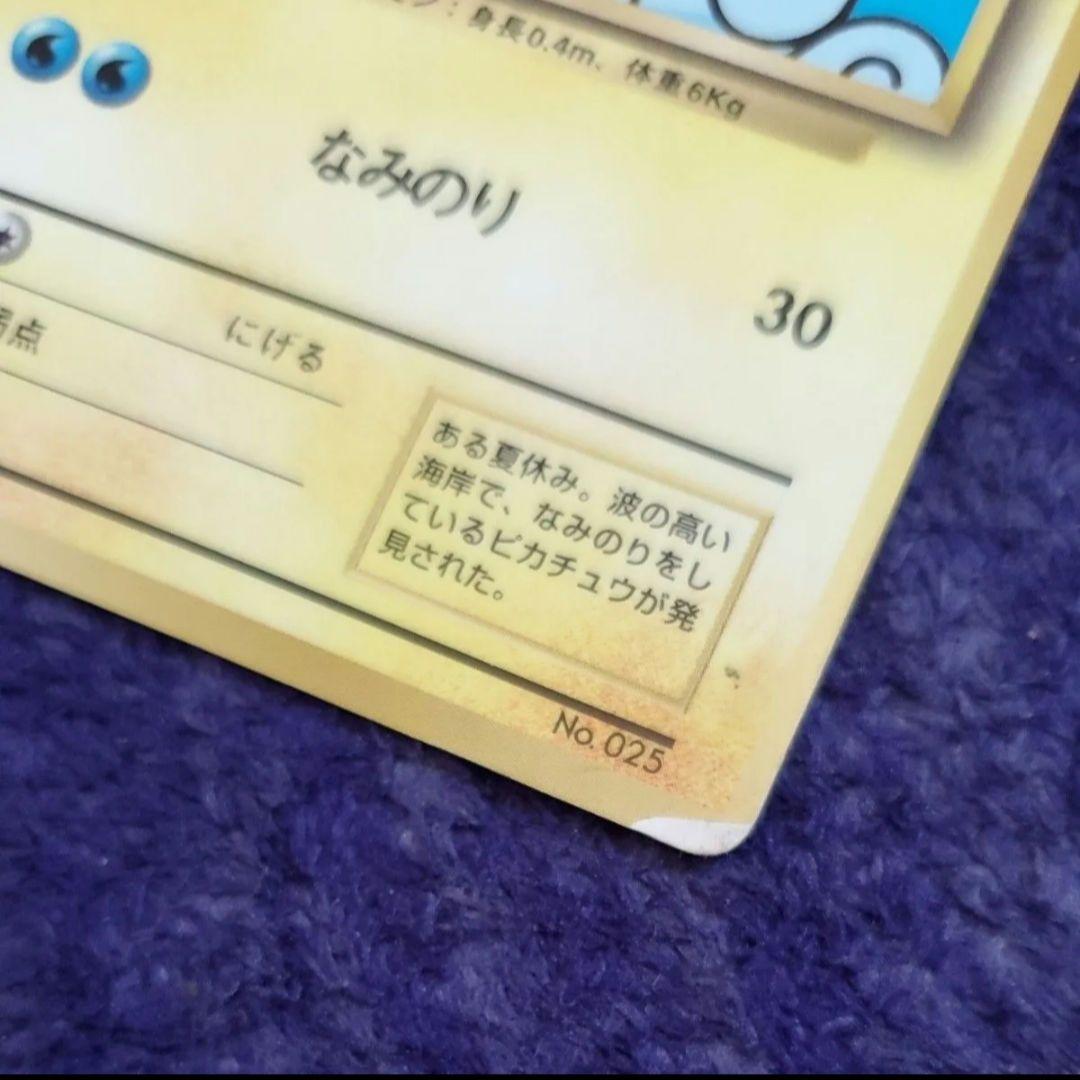 ：身長0.4m、体重6Kg
なみのり
30
点
にげる
ある夏休み。波の高い
海岸で、なみのりをし
ているピカチュウが発
見された。
No.025